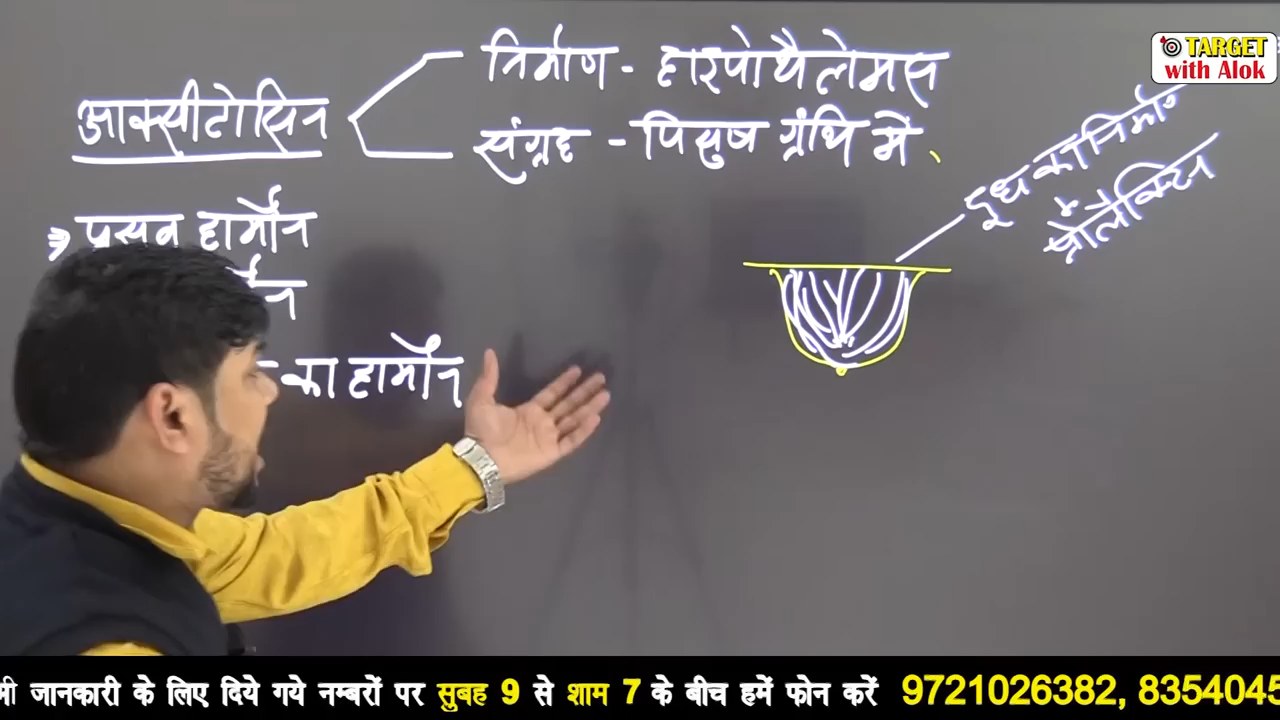 TARGET
with Alok
आक्सीटोसिन
निर्माण - हाइपोथैलेमस
संग्रह - पियुष ग्रंथि में
दूध का निर्माण
प्रोलैक्टिन
⇒ प्रसव हार्मोन
का हार्मोन
भी जानकारी के लिए दिये गये नम्बरों पर सुबह 9 से शाम 7 के बीच हमें फोन करें 9721026382, 8354045